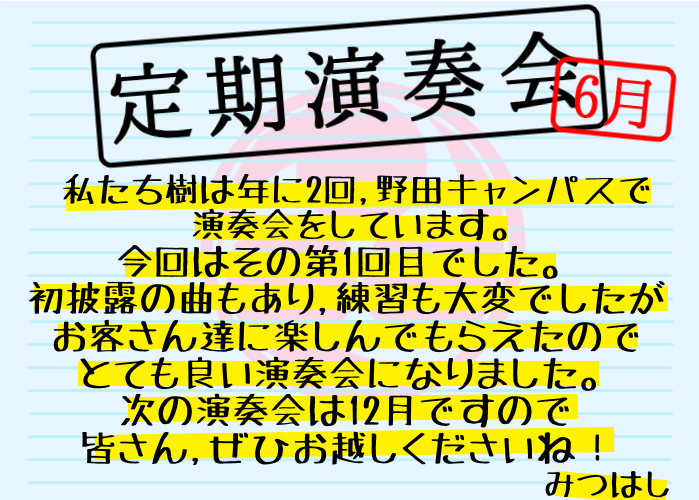 定期演奏会
6月
私たち樹は年に2回,野田キャンパスで
演奏会をしています。
今回はその第1回目でした。
初披露の曲もあり,練習も大変でしたが
お客さん達に楽しんでもらえたので
とても良い演奏会になりました。
次の演奏会は12月ですので
皆さん,ぜひお越しくださいね!
みつはし